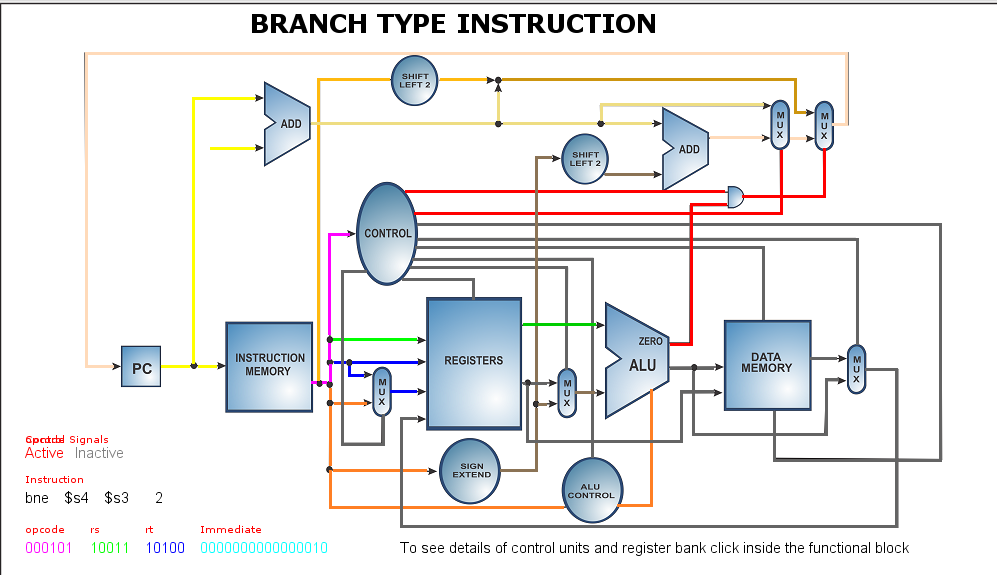 BRANCH TYPE INSTRUCTION
SHIFT
LEFT 2
ADD
MUX
MUX
SHIFT
LEFT 2
ADD
CONTROL
PC
INSTRUCTION
MEMORY
REGISTERS
MUX
MUX
ZERO
ALU
DATA
MEMORY
MUX
SIGN
EXTEND
ALU
CONTROL
Control Signals
Active Inactive
Instruction
bne $s4 $s3 2
opcode rs rt Immediate
000101 10011 10100 0000000000000010
To see details of control units and register bank click inside the functional block